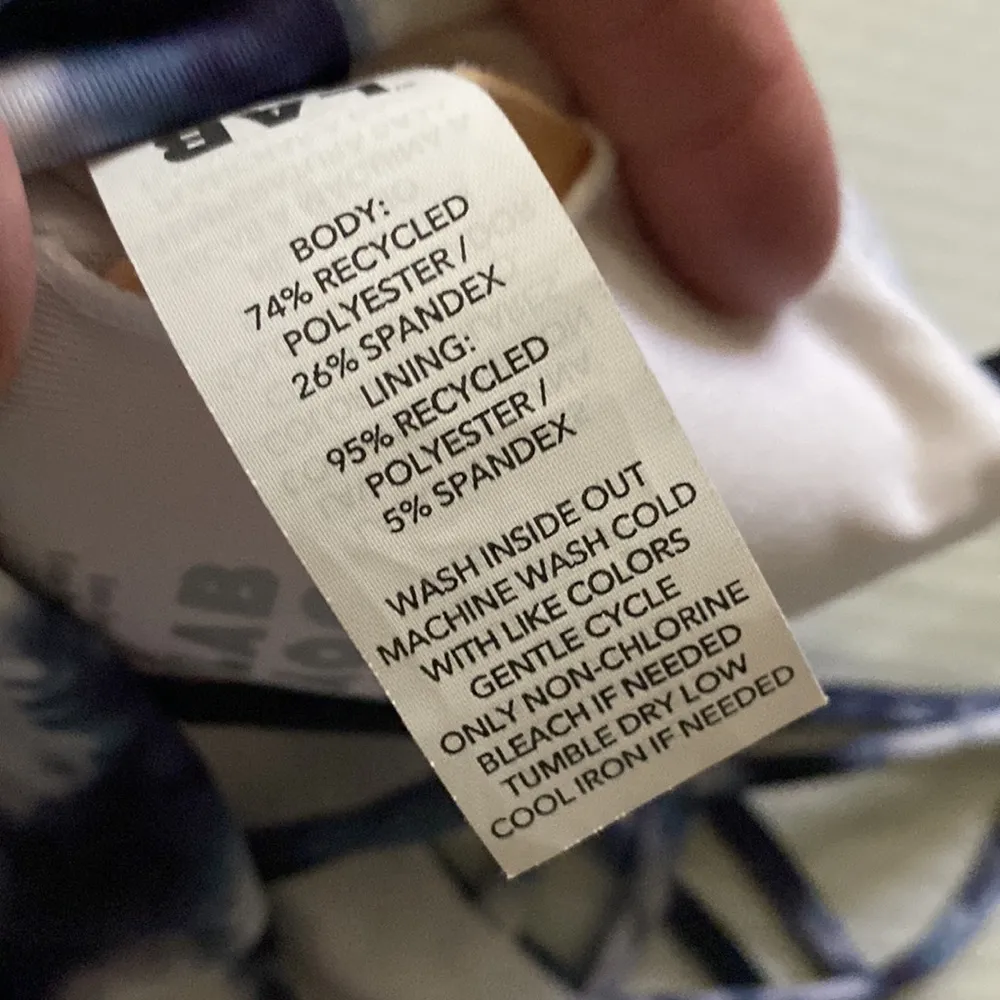 LAB
BODY:
74% RECYCLED
POLYESTER /
26% SPANDEX
LINING:
95% RECYCLED
POLYESTER /
5% SPANDEX
WASH INSIDE OUT
MACHINE WASH COLD
WITH LIKE COLORS
GENTLE CYCLE
ONLY NON-CHLORINE
BLEACH IF NEEDED
TUMBLE DRY LOW
COOL IRON IF NEEDED